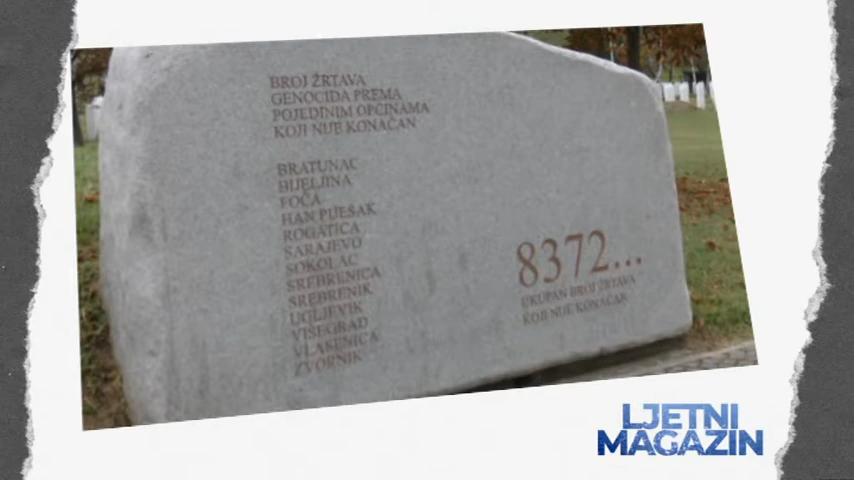 BROJ ŽRTAVA
GENOCIDA PREMA
POJEDINIM OPĆINAMA
KOJI NIJE KONAČAN
BRATUNAC
BIJELJINA
FOČA
HAN PIJESAK
ROGATICA
SARAJEVO
SOKOLAC
SREBRENICA
SREBRENIK
UGLJEVIK
VIŠEGRAD
VLASENICA
ZVORNIK
8372...
UKUPAN BROJ ŽRTAVA
KOJI NIJE KONAČAN
LJETNI
MAGAZIN